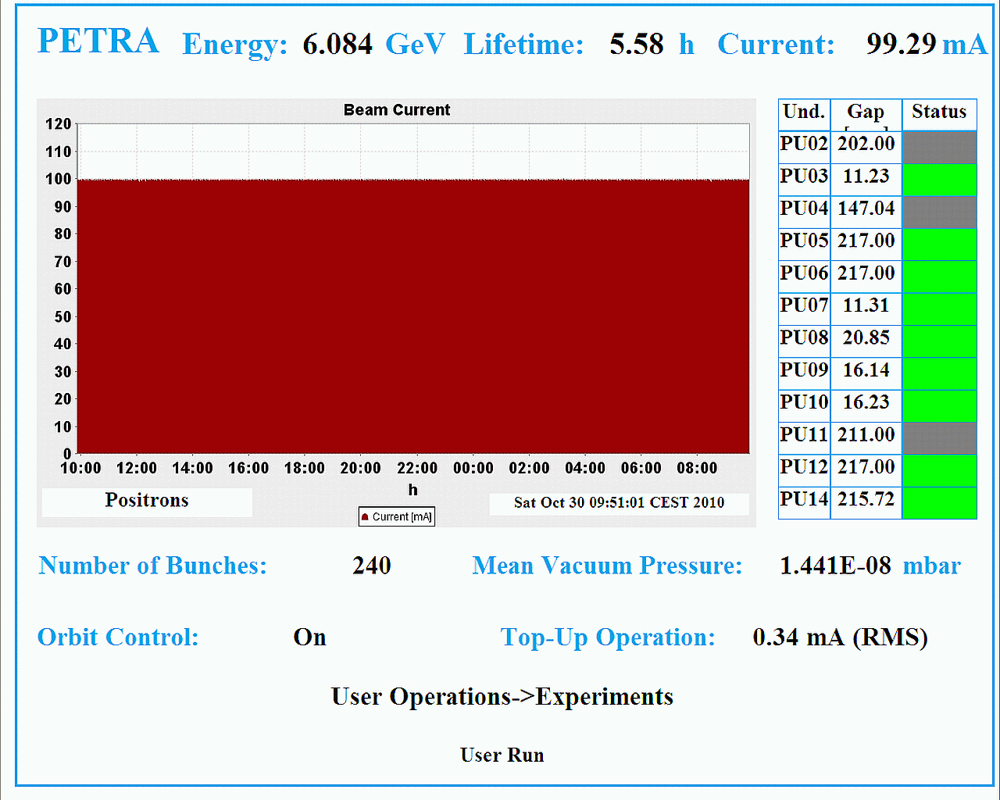 PETRA Energy: 6.084 GeV Lifetime: 5.58 h Current: 99.29 mA
Beam Current
120
110
100
90
80
70
60
50
40
30
20
10
0
10:00 12:00 14:00 16:00 18:00 20:00 22:00 00:00 02:00 04:00 06:00 08:00
h
Positrons
Current [mA]
Sat Oct 30 09:51:01 CEST 2010
Und. Gap Status
PU02 202.00
PU03 11.23
PU04 147.04
PU05 217.00
PU06 217.00
PU07 11.31
PU08 20.85
PU09 16.14
PU10 16.23
PU11 211.00
PU12 217.00
PU14 215.72
Number of Bunches: 240 Mean Vacuum Pressure: 1.441E-08 mbar
Orbit Control: On Top-Up Operation: 0.34 mA (RMS)
User Operations->Experiments
User Run